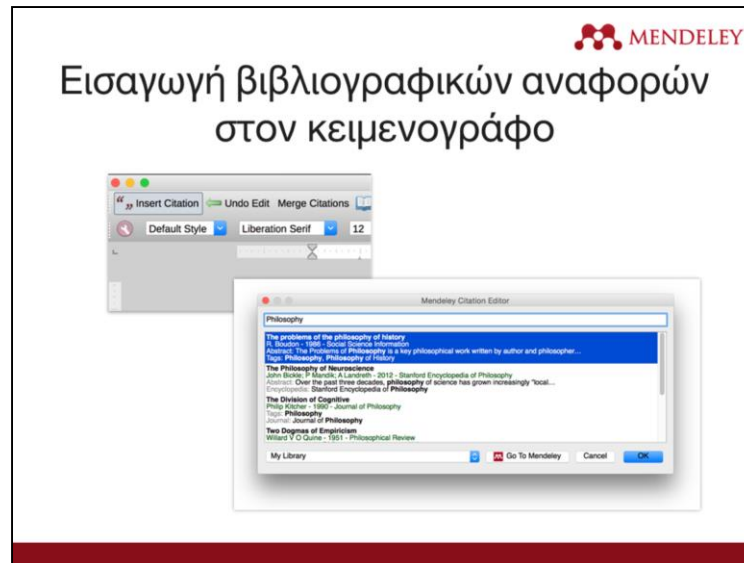 MENDELEY
Εισαγωγή βιβλιογραφικών αναφορών
στον κειμενογράφο
Insert Citation Undo Edit Merge Citations
Default Style Liberation Serif 12
Mendeley Citation Editor
Philosophy
The problems of the philosophy of history
R. Boudon - 1986 - Social Science Information
Abstract: The Problems of Philosophy is a key philosophical work written by author and philosopher…
Tags: Philosophy, Philosophy of History
The Philosophy of Neuroscience
John Bickle; P Mandik; A Landreth - 2012 - Stanford Encyclopedia of Philosophy
Abstract: Over the past three decades, philosophy of science has grown increasingly "local…
Encyclopedia: Stanford Encyclopedia of Philosophy
The Division of Cognitive
Philip Kitcher - 1990 - Journal of Philosophy
Tags: Philosophy
Journal: Journal of Philosophy
Two Dogmas of Empiricism
Willard V O Quine - 1951 - Philosophical Review
My Library Go To Mendeley Cancel OK